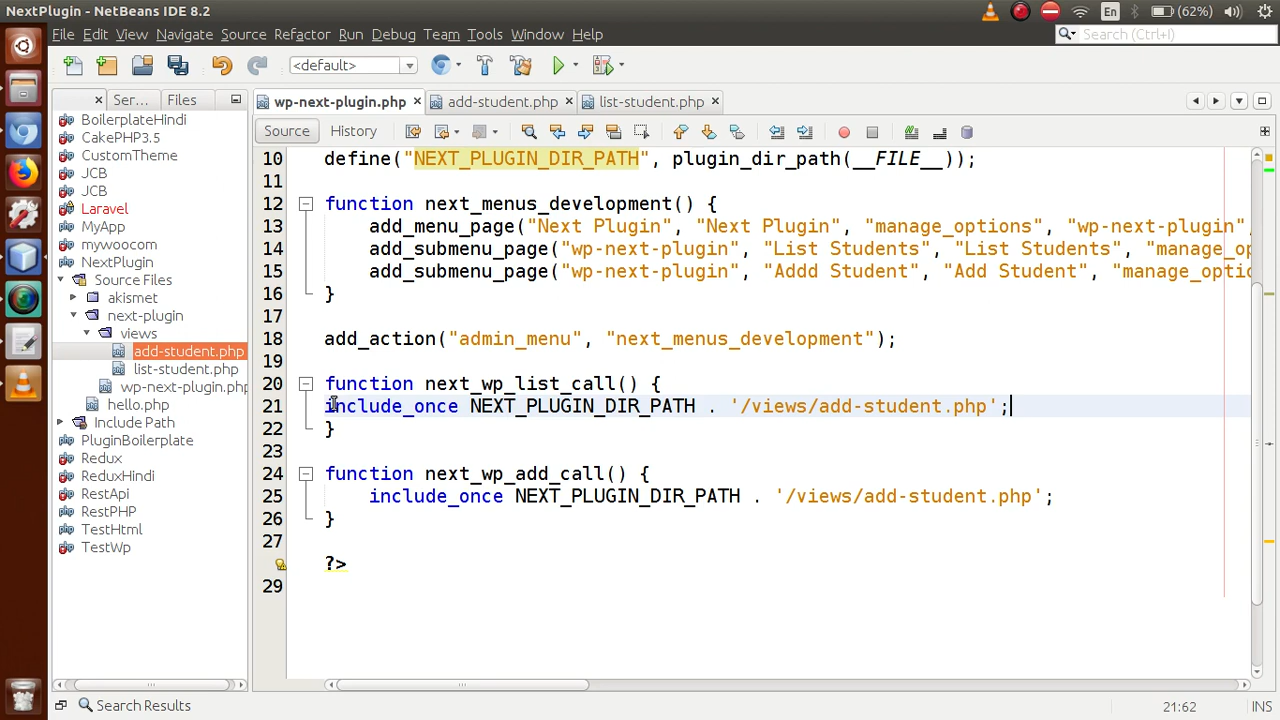 NextPlugin - NetBeans IDE 8.2
En
(62%)
File Edit View Navigate Source Refactor Run Debug Team Tools Window Help
Search (Ctrl+I)
<default>
Ser... Files
wp-next-plugin.php add-student.php list-student.php
Source History
BoilerplateHindi
CakePHP3.5
CustomTheme
JCB
JCB
Laravel
MyApp
mywoocom
NextPlugin
Source Files
akismet
next-plugin
views
add-student.php
list-student.php
wp-next-plugin.php
hello.php
Include Path
PluginBoilerplate
Redux
ReduxHindi
RestApi
RestPHP
TestHtml
TestWp
10 define("NEXT_PLUGIN_DIR_PATH", plugin_dir_path(__FILE__));
11
12 function next_menus_development() {
13 add_menu_page("Next Plugin", "Next Plugin", "manage_options", "wp-next-plugin",
14 add_submenu_page("wp-next-plugin", "List Students", "List Students", "manage_op
15 add_submenu_page("wp-next-plugin", "Addd Student", "Add Student", "manage_optio
16 }
17
18 add_action("admin_menu", "next_menus_development");
19
20 function next_wp_list_call() {
21 include_once NEXT_PLUGIN_DIR_PATH . '/views/add-student.php';
22 }
23
24 function next_wp_add_call() {
25 include_once NEXT_PLUGIN_DIR_PATH . '/views/add-student.php';
26 }
27
?>
29
Search Results
21:62 INS